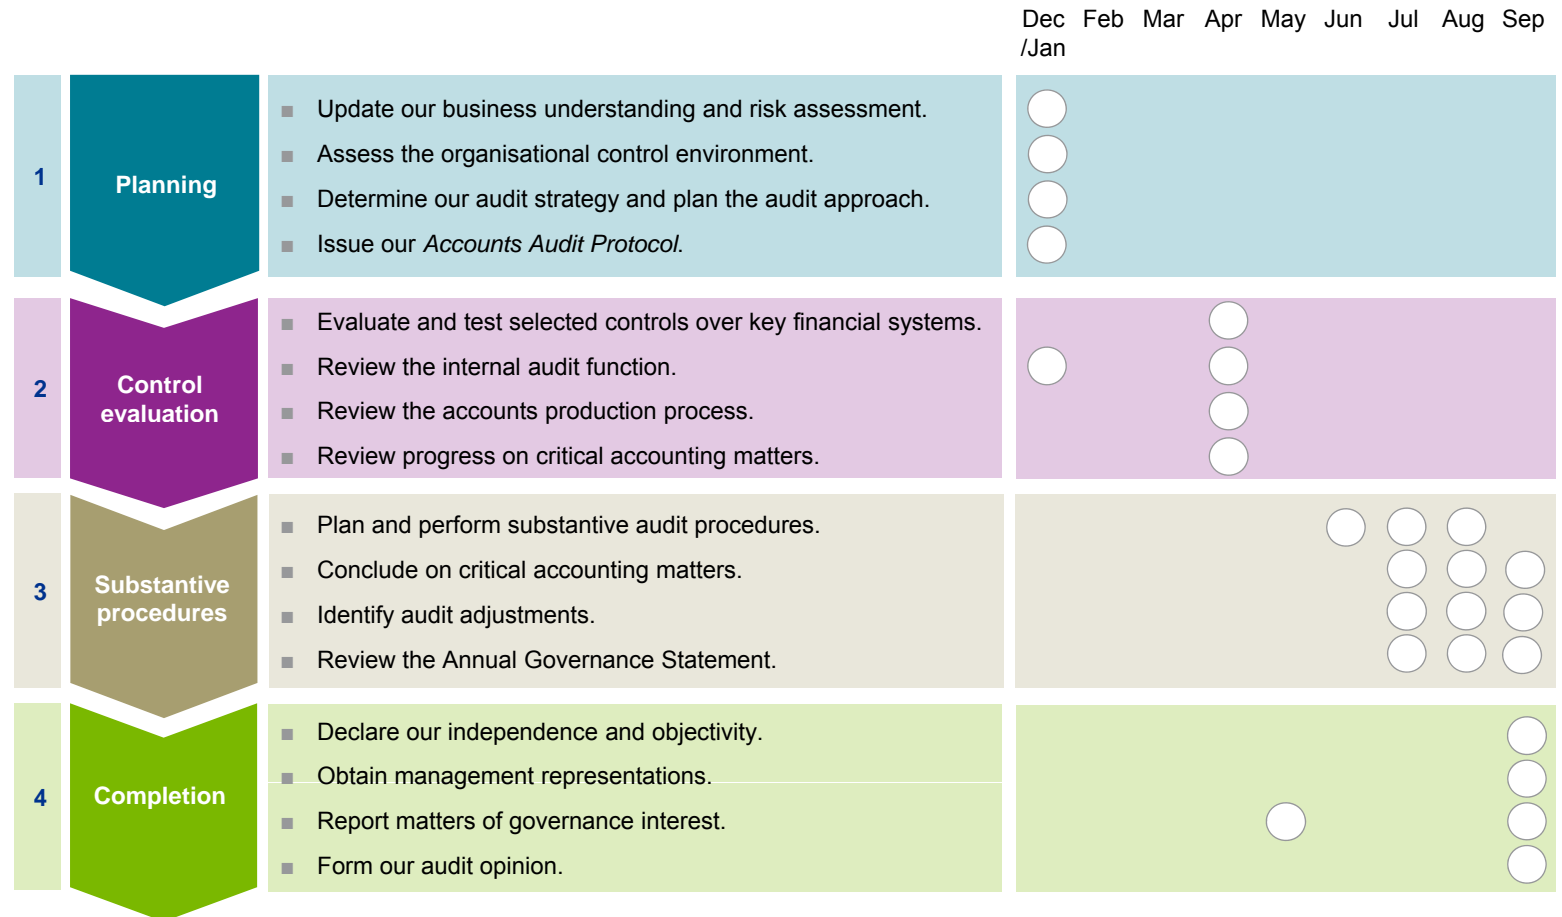 Dec Feb Mar Apr May Jun Jul Aug Sep
/Jan
1
Planning
■ Update our business understanding and risk assessment.
■ Assess the organisational control environment.
■ Determine our audit strategy and plan the audit approach.
■ Issue our Accounts Audit Protocol.
2
Control
evaluation
■ Evaluate and test selected controls over key financial systems.
■ Review the internal audit function.
■ Review the accounts production process.
■ Review progress on critical accounting matters.
3
Substantive
procedures
■ Plan and perform substantive audit procedures.
■ Conclude on critical accounting matters.
■ Identify audit adjustments.
■ Review the Annual Governance Statement.
4
Completion
■ Declare our independence and objectivity.
■ Obtain management representations.
■ Report matters of governance interest.
■ Form our audit opinion.